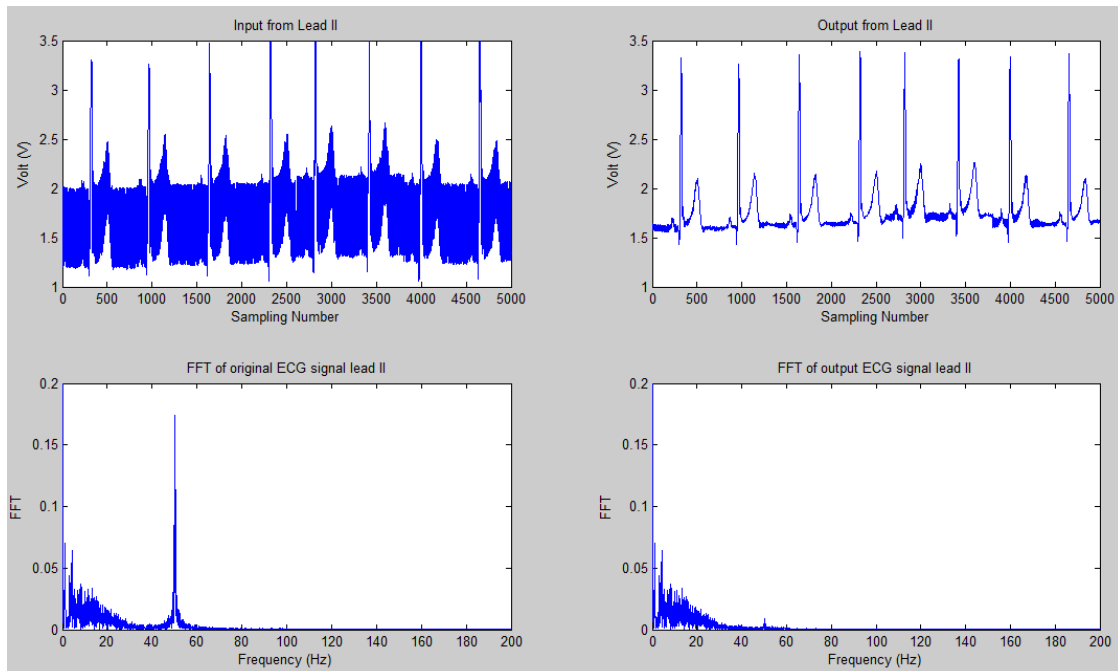 Input from Lead II
3.5
3
2.5
2
1.5
1
Volt (V)
0 500 1000 1500 2000 2500 3000 3500 4000 4500 5000
Sampling Number
Output from Lead II
3.5
3
2.5
2
1.5
1
Volt (V)
0 500 1000 1500 2000 2500 3000 3500 4000 4500 5000
Sampling Number
FFT of original ECG signal lead II
0.2
0.15
0.1
0.05
0
FFT
0 20 40 60 80 100 120 140 160 180 200
Frequency (Hz)
FFT of output ECG signal lead II
0.2
0.15
0.1
0.05
0
FFT
0 20 40 60 80 100 120 140 160 180 200
Frequency (Hz)